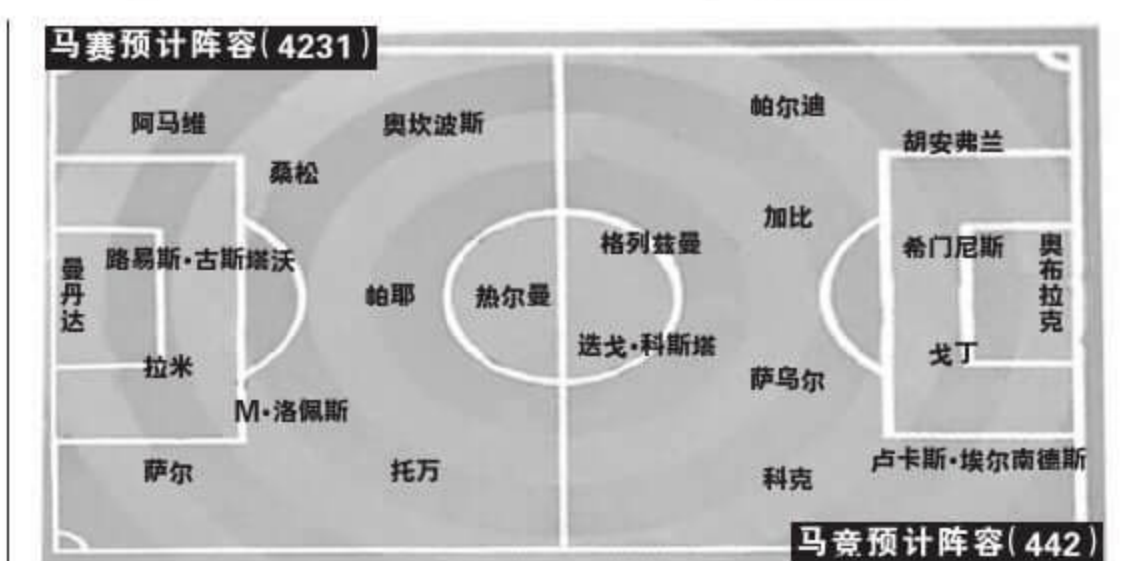 马赛预计阵容(4231)
阿马维
奥坎波斯
桑松
路易斯·古斯塔沃
曼丹达
帕耶
热尔曼
拉米
M·洛佩斯
萨尔
托万
帕尔迪
胡安弗兰
加比
格列兹曼
希门尼斯
奥布拉克
迭戈·科斯塔
戈丁
萨乌尔
科克
卢卡斯·埃尔南德斯
马竞预计阵容(442)